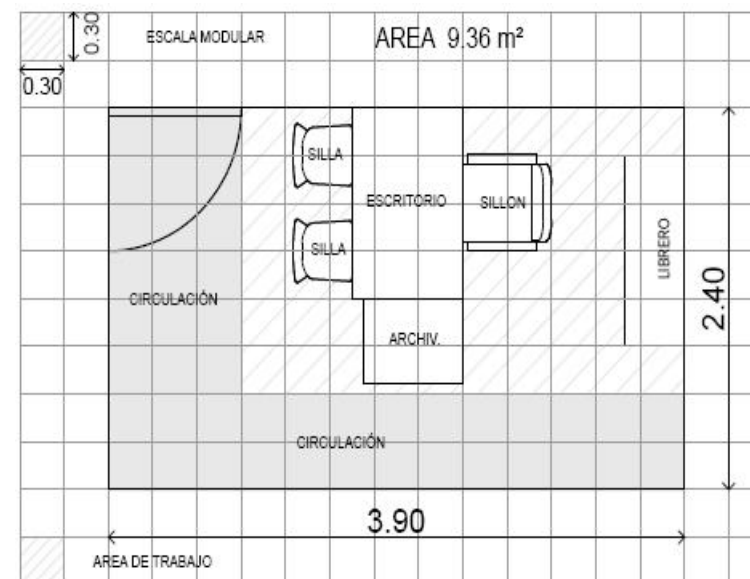 0.30
ESCALA MODULAR
AREA 9.36 m²
0.30
SILLA
ESCRITORIO
SILLON
SILLA
LIBRERO
CIRCULACIÓN
2.40
ARCHIV.
CIRCULACIÓN
3.90
AREA DE TRABAJO